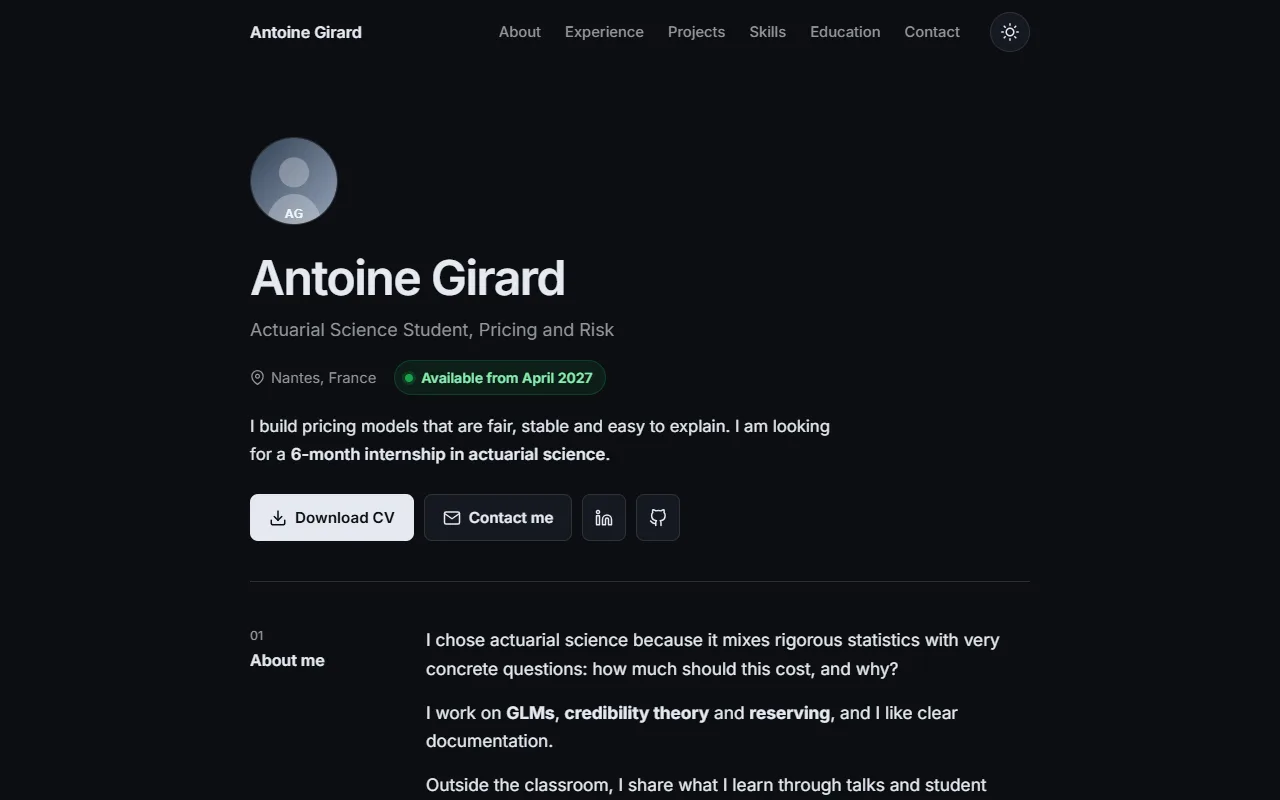 Antoine Girard
About
Experience
Projects
Skills
Education
Contact
AG
Antoine Girard
Actuarial Science Student, Pricing and Risk
Nantes, France
Available from April 2027
I build pricing models that are fair, stable and easy to explain. I am looking
for a 6-month internship in actuarial science.
Download CV
Contact me
01
About me
I chose actuarial science because it mixes rigorous statistics with very
concrete questions: how much should this cost, and why?
I work on GLMs, credibility theory and reserving, and I like clear
documentation.
Outside the classroom, I share what I learn through talks and student